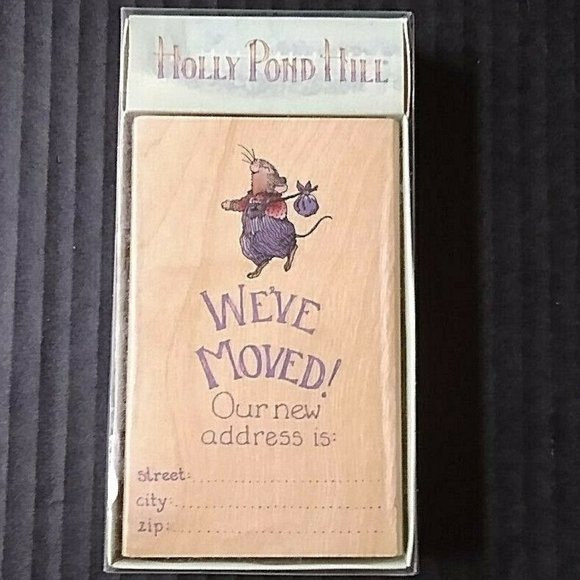 Holly Pond Hill
We've
Moved!
Our new
address is:
street:
city:
zip: